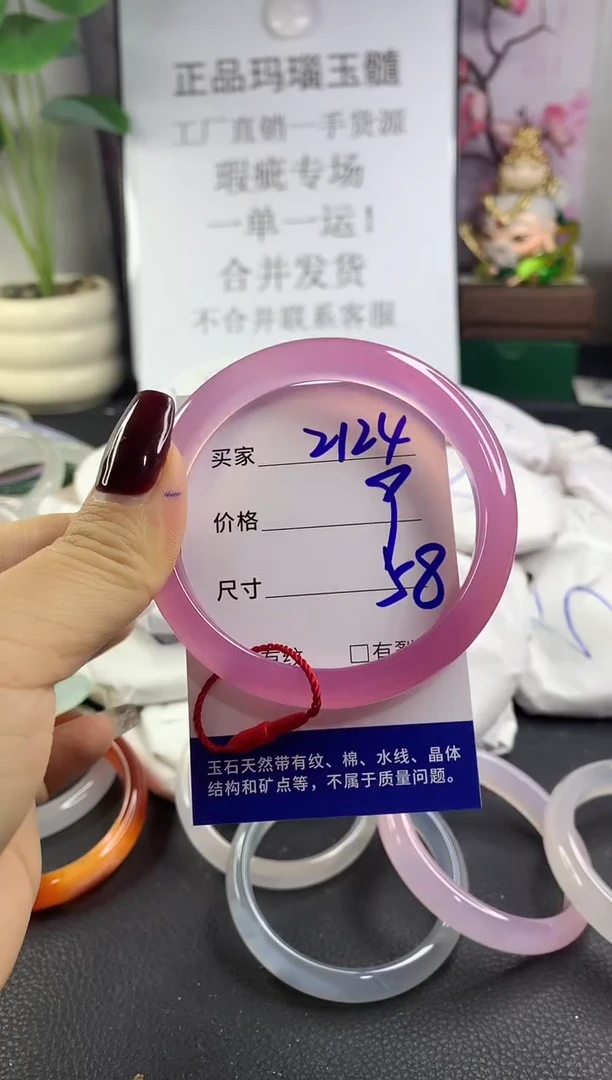 正品玛瑙玉髓
工厂直销一手货源
瑕疵专场
一单一运!
合并发货
不合并联系客服
买家 2124
价格
尺寸 58
有纹 □有裂
玉石天然带有纹、棉、水线、晶体
结构和矿点等，不属于质量问题。